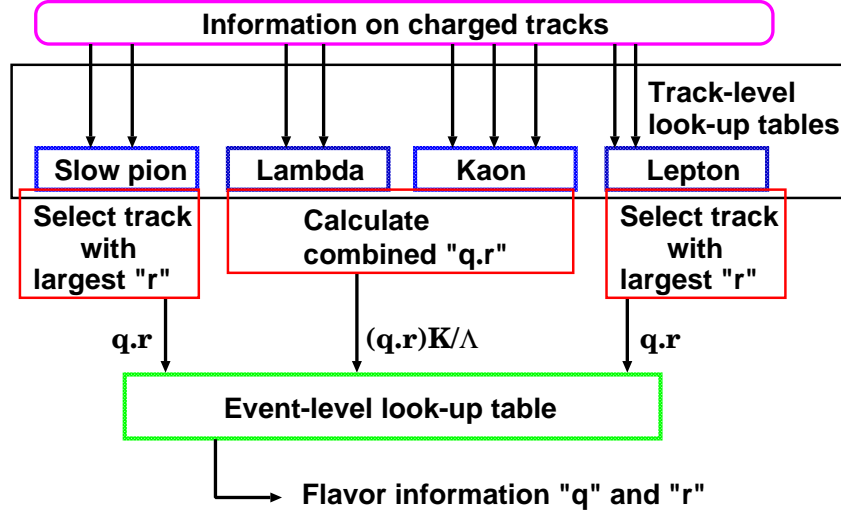 Information on charged tracks
Track-level
look-up tables
Slow pion
Lambda
Kaon
Lepton
Select track
with
largest "r"
Calculate
combined "q.r"
Select track
with
largest "r"
q.r
(q.r)K/Λ
q.r
Event-level look-up table
Flavor information "q" and "r"